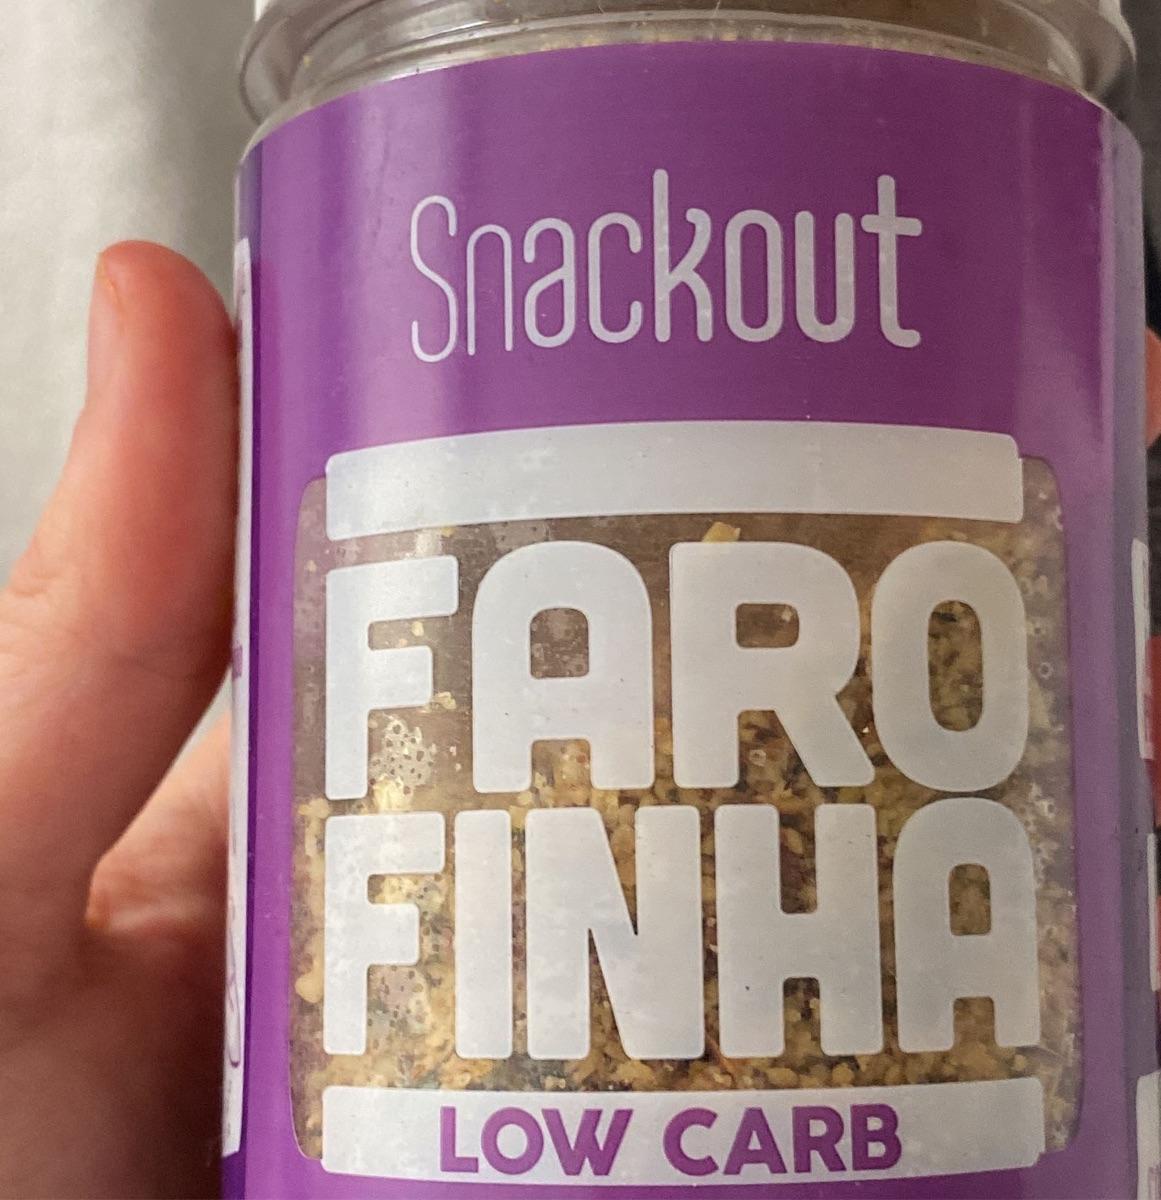 Snackout
FARO
FINHA
LOW CARB